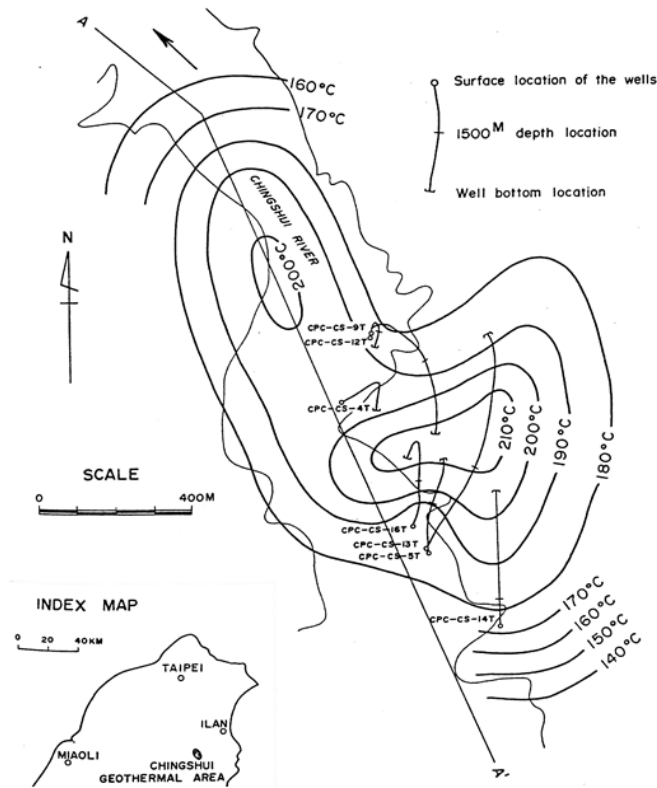 A
160°C
170°C
Surface location of the wells
1500M depth location
Well bottom location
N
CHINGSHUI RIVER
200°C
CPC-CS-9T
CPC-CS-12T
CPC-CS-4T
210°C
200°C
190°C
180°C
SCALE
0 400M
CPC-CS-16T
CPC-CS-13T
CPC-CS-5T
CPC-CS-14T
170°C
160°C
150°C
140°C
INDEX MAP
0 20 40 KM
TAIPEI
ILAN
MIAOLI
CHINGSHUI
GEOTHERMAL AREA
A'